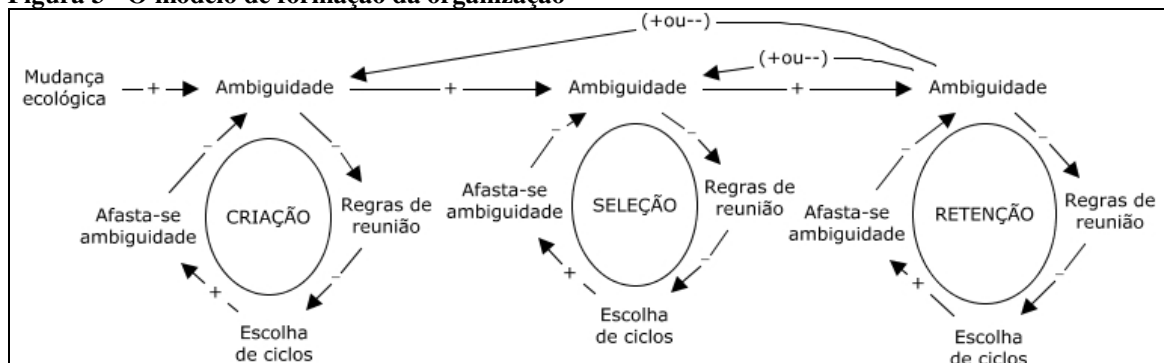 Figura 5 - O modelo de formação da organização
(+ou--)
(+ou--)
Mudança
ecológica
+
Ambiguidade
+
Ambiguidade
+
Ambiguidade
–
–
–
–
–
–
Afasta-se
ambiguidade
CRIAÇÃO
Regras de
reunião
Afasta-se
ambiguidade
SELEÇÃO
Regras de
reunião
Afasta-se
ambiguidade
RETENÇÃO
Regras de
reunião
+
–
+
–
+
–
Escolha
de ciclos
Escolha
de ciclos
Escolha
de ciclos